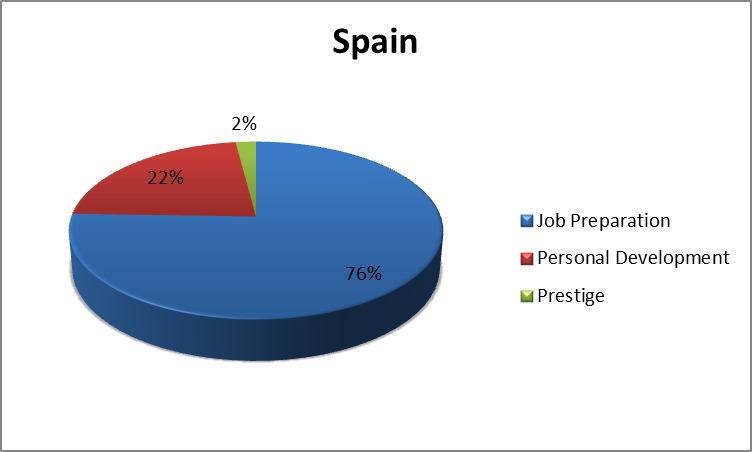 Spain
2%
22%
76%
Job Preparation
Personal Development
Prestige